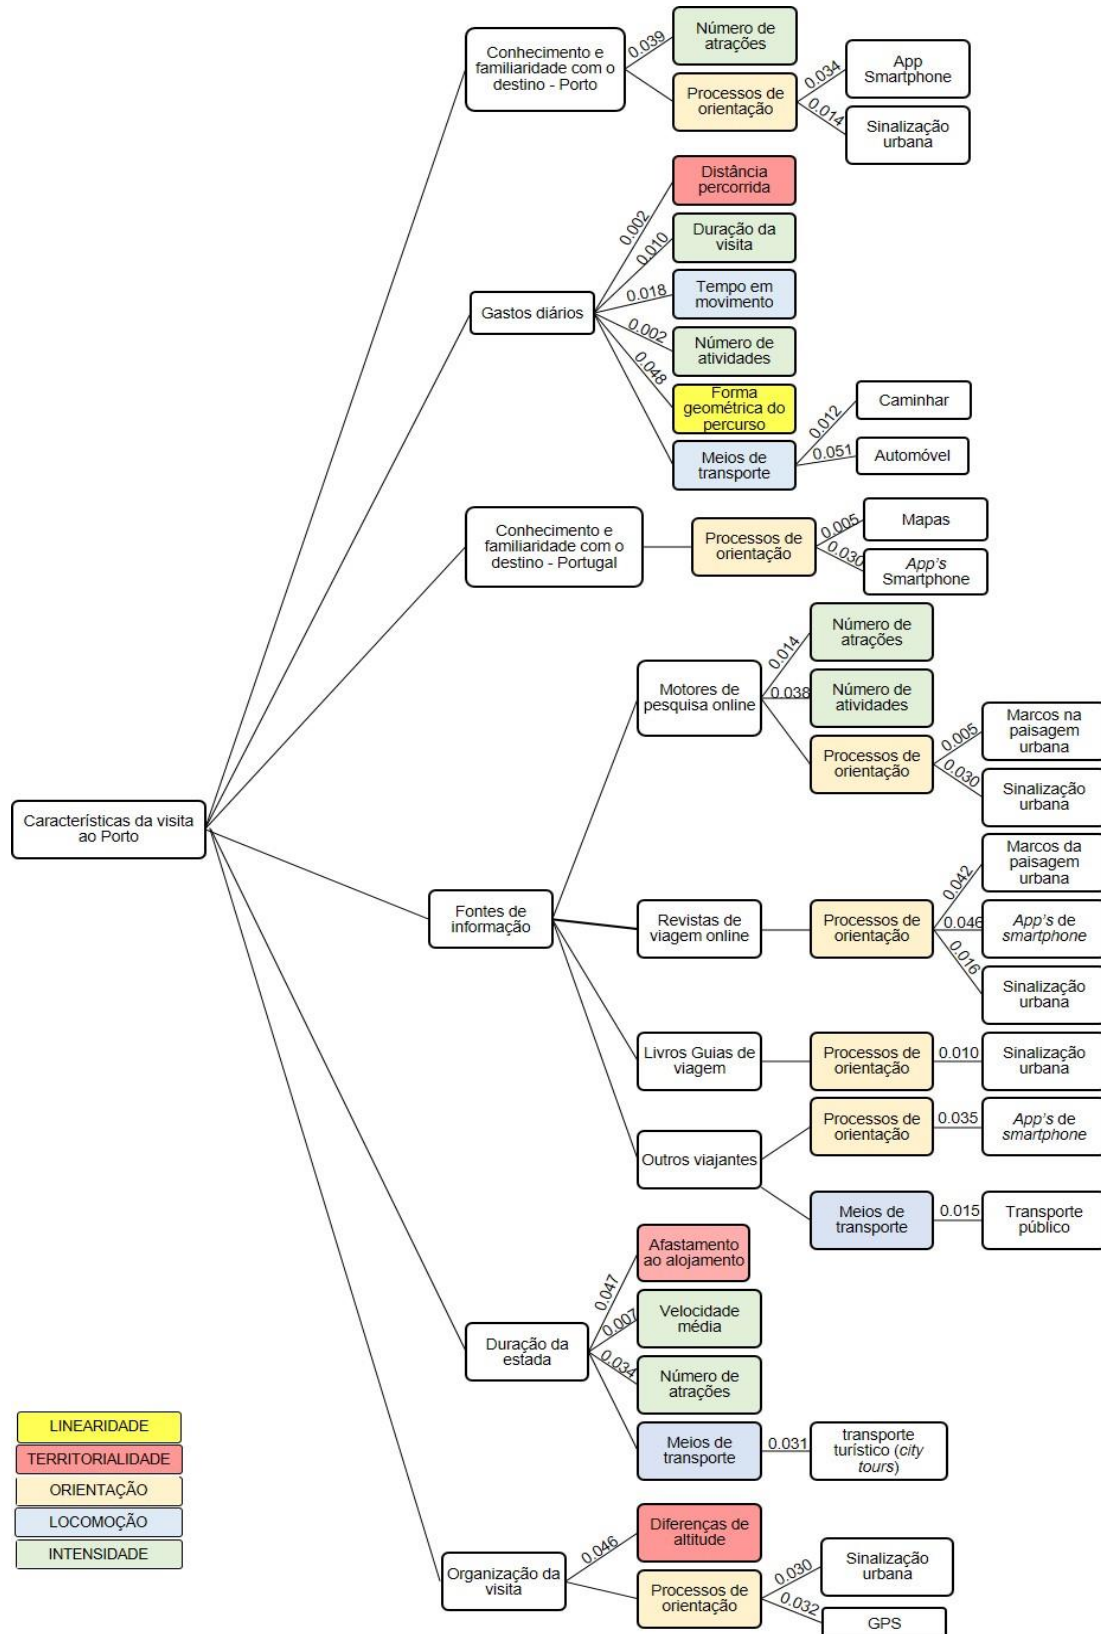 Conhecimento e
familiaridade com o
destino - Porto
0.039
Número de
atrações
Processos de
orientação
0.034
App
Smartphone
0.014
Sinalização
urbana
Gastos diários
0.002
Distância
percorrida
0.010
Duração da
visita
0.018
Tempo em
movimento
0.002
Número de
atividades
0.048
Forma
geométrica do
percurso
Meios de
transporte
0.012
Caminhar
0.051
Automóvel
Conhecimento e
familiaridade com o
destino - Portugal
Processos de
orientação
0.005
Mapas
0.030
App's
Smartphone
Características da visita
ao Porto
Fontes de
informação
Motores de
pesquisa online
0.014
Número de
atrações
0.038
Número de
atividades
Processos de
orientação
0.005
Marcos na
paisagem
urbana
0.030
Sinalização
urbana
Revistas de
viagem online
Processos de
orientação
0.042
Marcos da
paisagem
urbana
0.046
App's de
smartphone
0.016
Sinalização
urbana
Livros Guias de
viagem
Processos de
orientação
0.010
Sinalização
urbana
Outros viajantes
Processos de
orientação
0.035
App's de
smartphone
Meios de
transporte
0.015
Transporte
público
Duração da
estada
0.047
Afastamento
ao alojamento
0.007
Velocidade
média
0.034
Número de
atrações
Meios de
transporte
0.031
transporte
turístico (city
tours)
Organização da
visita
0.046
Diferenças de
altitude
Processos de
orientação
0.030
Sinalização
urbana
0.032
GPS
LINEARIDADE
TERRITORIALIDADE
ORIENTAÇÃO
LOCOMOÇÃO
INTENSIDADE